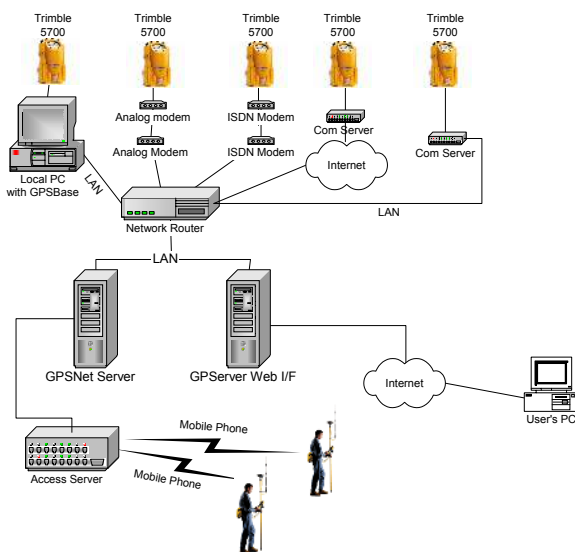 Trimble
5700
Trimble
5700
Trimble
5700
Trimble
5700
Trimble
5700
Analog modem
ISDN Modem
Com Server
Analog Modem
ISDN Modem
Com Server
Internet
Local PC
with GPSBase
LAN
LAN
Network Router
LAN
GPSNet Server
GPServer Web I/F
Internet
User's PC
Mobile Phone
Mobile Phone
Access Server